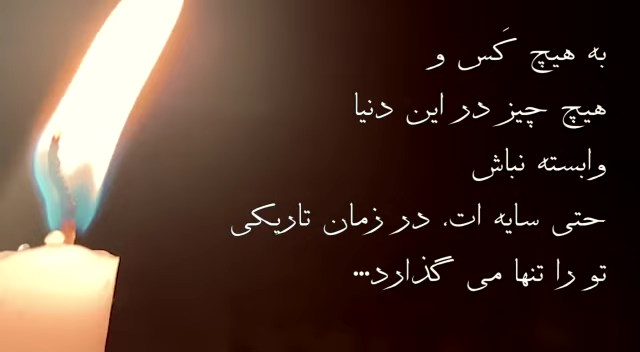 به هیچ کَس و
هیچ چیز در این دنیا
وابسته نباش
حتی سایه ات، در زمان تاریکی
تو را تنها می گذارد...